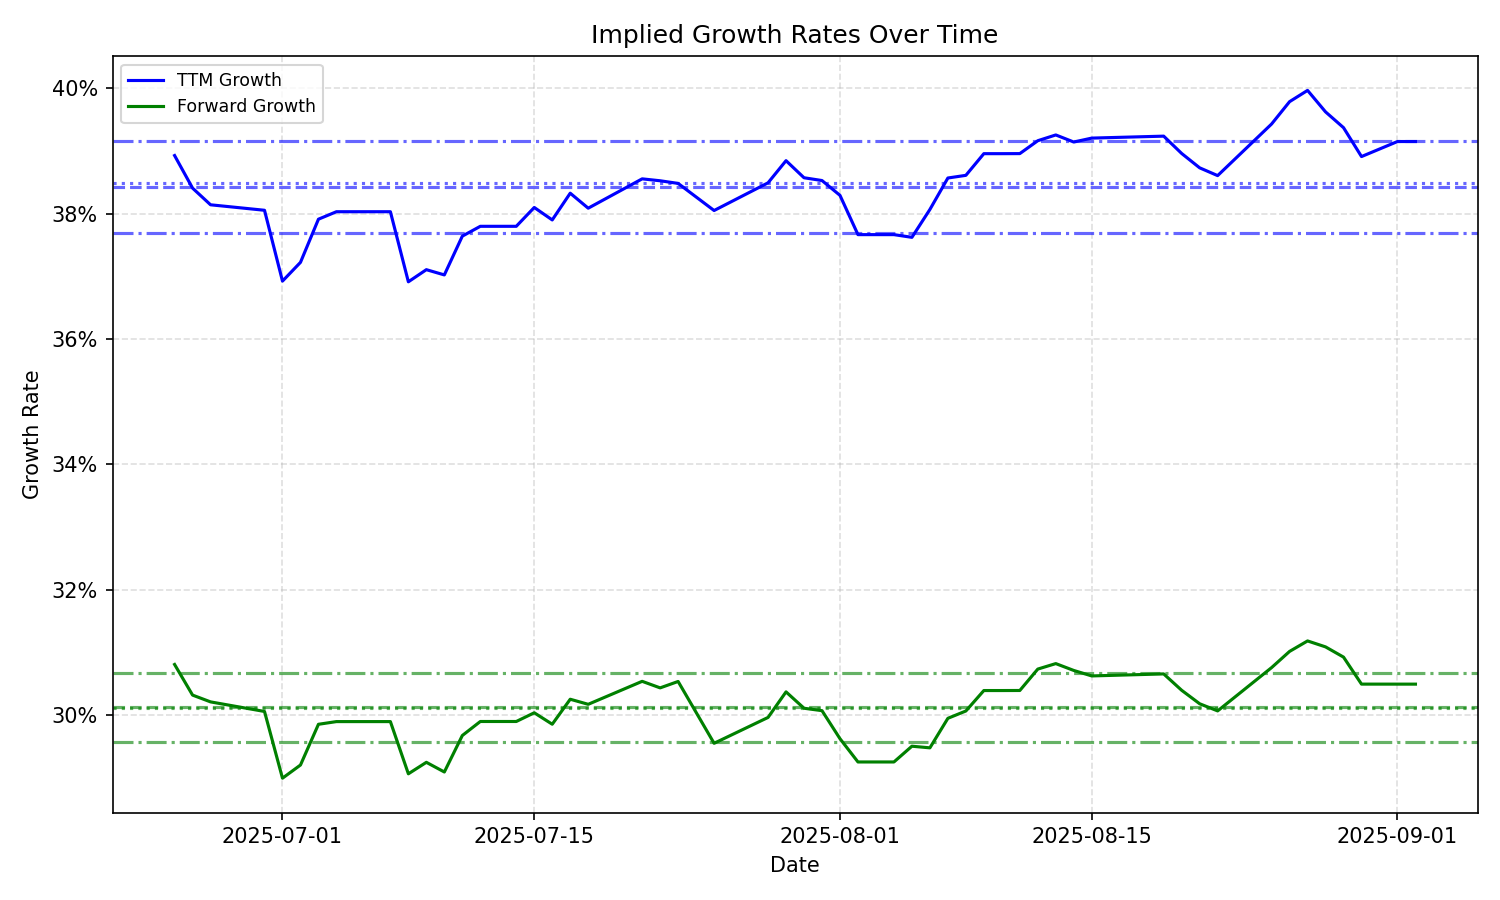 Implied Growth Rates Over Time
TTM Growth
Forward Growth
40%
38%
36%
34%
32%
30%
Growth Rate
2025-07-01
2025-07-15
2025-08-01
2025-08-15
2025-09-01
Date